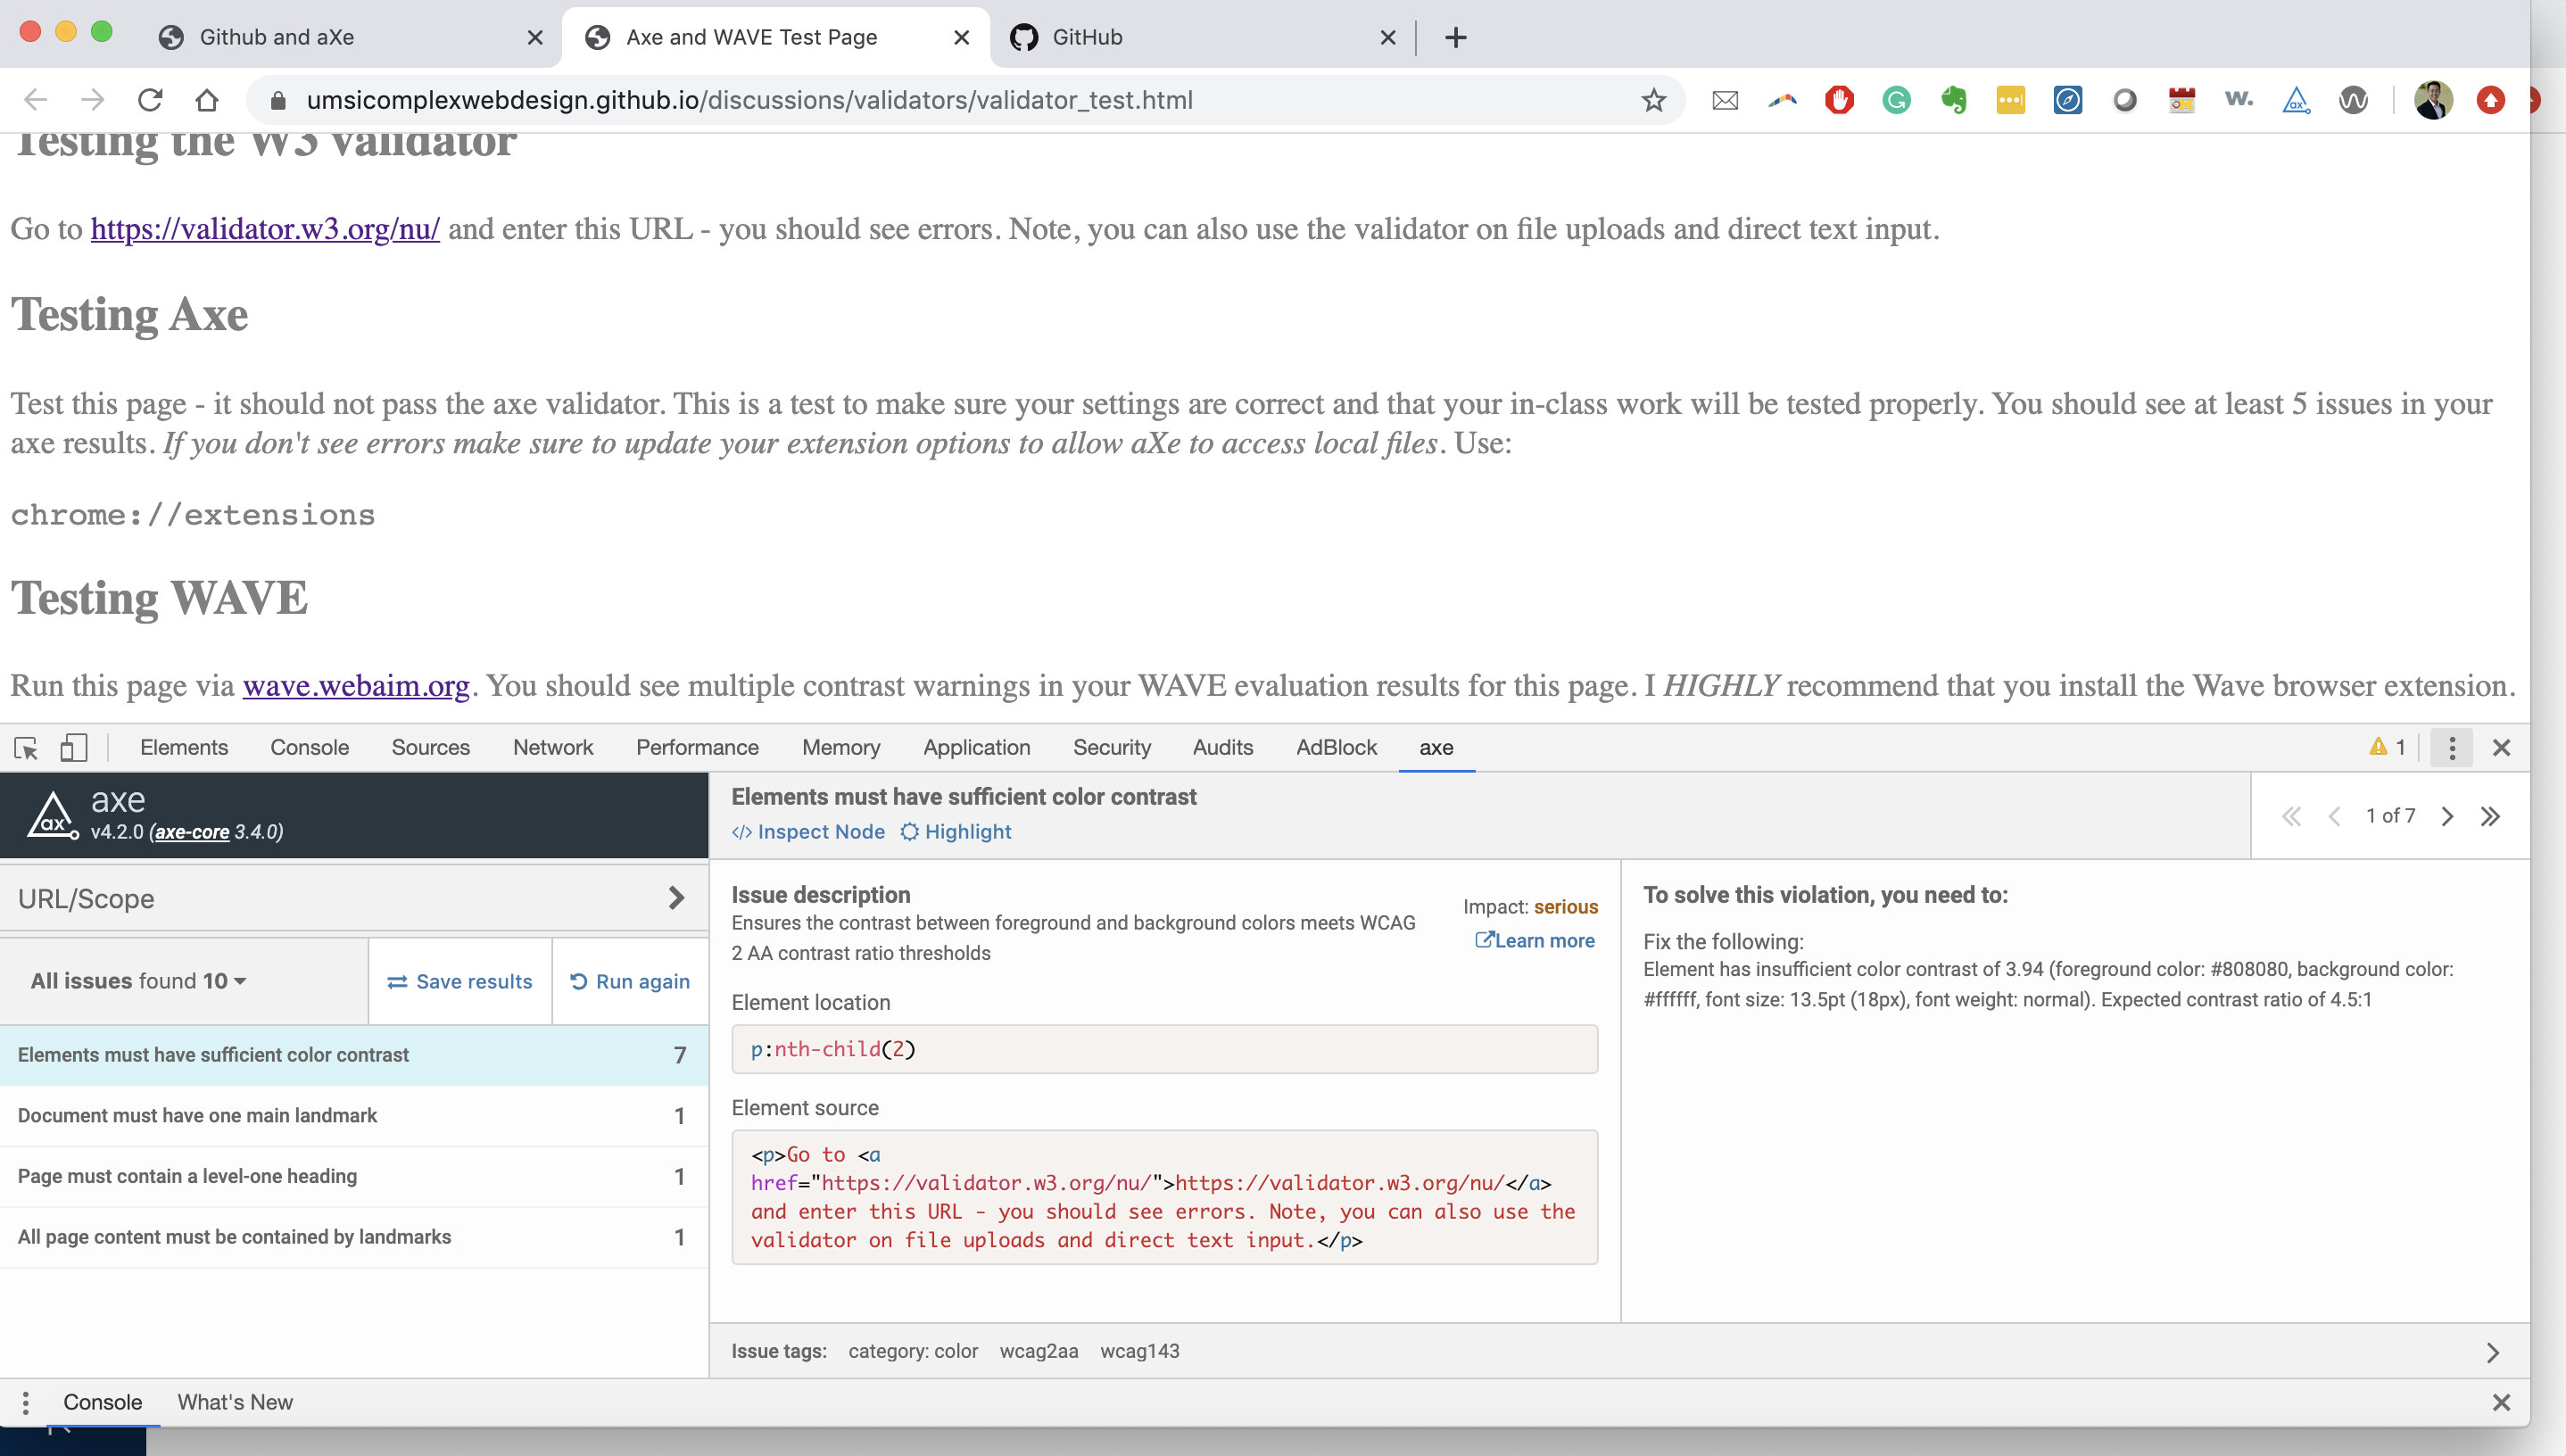 Github and aXe
Axe and WAVE Test Page
GitHub
umsicomplexwebdesign.github.io/discussions/validators/validator_test.html
Testing the W3 validator
Go to https://validator.w3.org/nu/ and enter this URL - you should see errors. Note, you can also use the validator on file uploads and direct text input.
Testing Axe
Test this page - it should not pass the axe validator. This is a test to make sure your settings are correct and that your in-class work will be tested properly. You should see at least 5 issues in your
axe results. If you don't see errors make sure to update your extension options to allow aXe to access local files. Use:
chrome://extensions
Testing WAVE
Run this page via wave.webaim.org. You should see multiple contrast warnings in your WAVE evaluation results for this page. I HIGHLY recommend that you install the Wave browser extension.
Elements Console Sources Network Performance Memory Application Security Audits AdBlock axe 1
ax axe
v4.2.0 (axe-core 3.4.0)
URL/Scope
All issues found 10 Save results Run again
Elements must have sufficient color contrast 7
Document must have one main landmark 1
Page must contain a level-one heading 1
All page content must be contained by landmarks 1
Elements must have sufficient color contrast
</> Inspect Node Highlight
1 of 7
Issue description
Ensures the contrast between foreground and background colors meets WCAG
2 AA contrast ratio thresholds
Impact: serious
Learn more
Element location
p:nth-child(2)
Element source
<p>Go to <a
href="https://validator.w3.org/nu/">https://validator.w3.org/nu/</a>
and enter this URL - you should see errors. Note, you can also use the
validator on file uploads and direct text input.</p>
To solve this violation, you need to:
Fix the following:
Element has insufficient color contrast of 3.94 (foreground color: #808080, background color:
#ffffff, font size: 13.5pt (18px), font weight: normal). Expected contrast ratio of 4.5:1
Issue tags: category: color wcag2aa wcag143
Console What's New